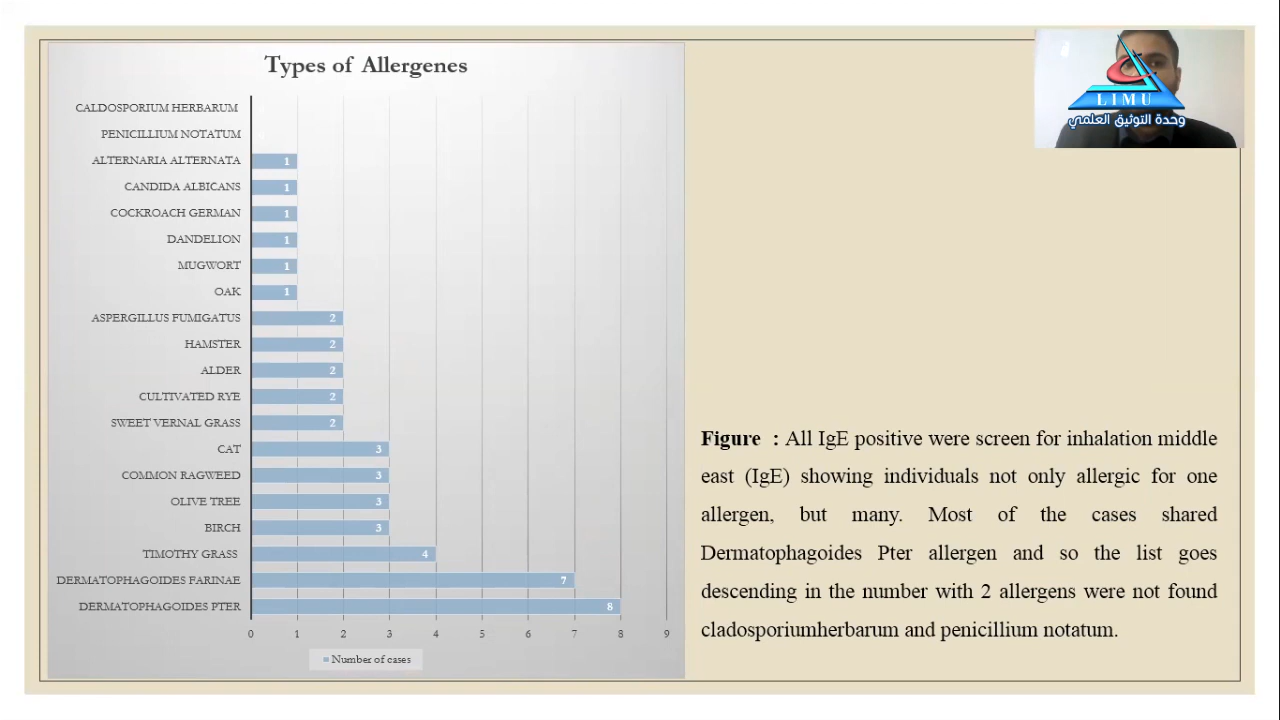 Types of Allergenes
CALDOSPORIUM HERBARUM
PENICILLIUM NOTATUM
ALTERNARIA ALTERNATA 1
CANDIDA ALBICANS 1
COCKROACH GERMAN 1
DANDELION 1
MUGWORT 1
OAK 1
ASPERGILLUS FUMIGATUS 2
HAMSTER 2
ALDER 2
CULTIVATED RYE 2
SWEET VERNAL GRASS 2
CAT 3
COMMON RAGWEED 3
OLIVE TREE 3
BIRCH 3
TIMOTHY GRASS 4
DERMATOPHAGOIDES FARINAE 7
DERMATOPHAGOIDES PTER 8
0 1 2 3 4 5 6 7 8 9
Number of cases
LIMU
وحدة التوثيق العلمي
Figure : All IgE positive were screen for inhalation middle
east (IgE) showing individuals not only allergic for one
allergen, but many. Most of the cases shared
Dermatophagoides Pter allergen and so the list goes
descending in the number with 2 allergens were not found
cladosporiumherbarum and penicillium notatum.